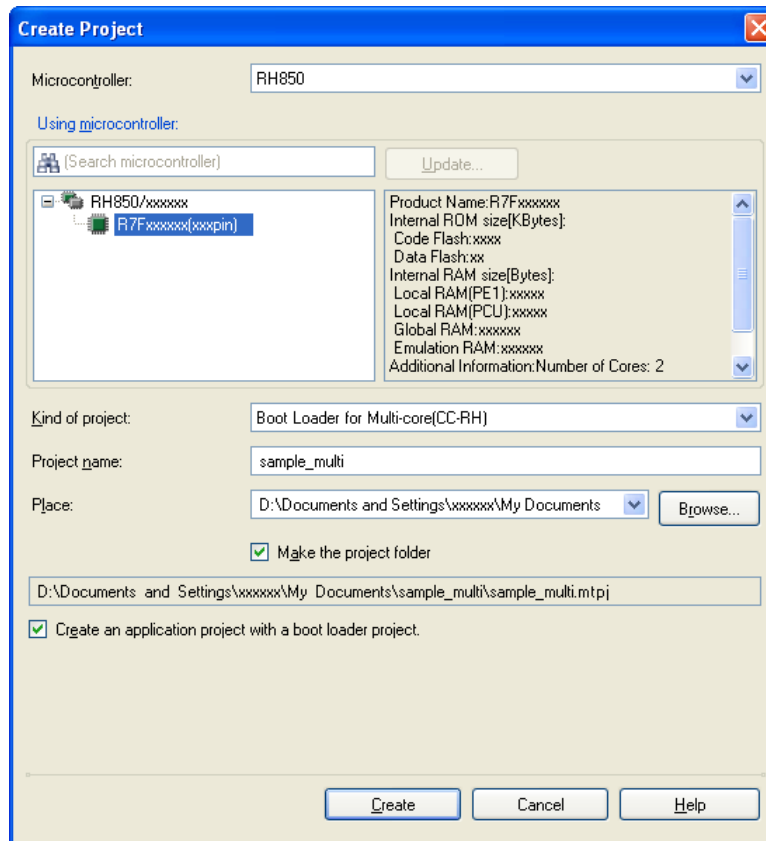 Create Project
Microcontroller:
RH850
Using microcontroller:
(Search microcontroller)
Update...
RH850/xxxxxx
R7Fxxxxxx(xxxpin)
Product Name:R7Fxxxxxx
Internal ROM size[KBytes]:
Code Flash:xxxx
Data Flash:xx
Internal RAM size[Bytes]:
Local RAM(PE1):xxxxx
Local RAM(PCU):xxxxx
Global RAM:xxxxxx
Emulation RAM:xxxxxx
Additional Information:Number of Cores: 2
Kind of project:
Boot Loader for Multi-core(CC-RH)
Project name:
sample_multi
Place:
D:\Documents and Settings\xxxxxx\My Documents
Browse...
Make the project folder
D:\Documents and Settings\xxxxxx\My Documents\sample_multi\sample_multi.mtpj
Create an application project with a boot loader project.
Create
Cancel
Help